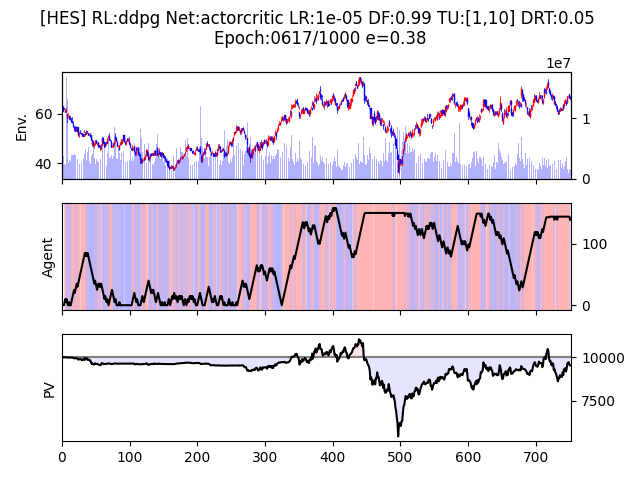 [HES] RL:ddpg Net:actorcritic LR:1e-05 DF:0.99 TU:[1,10] DRT:0.05
Epoch:0617/1000 e=0.38
1e7
Env.
60
40
1
0
Agent
100
0
PV
10000
7500
0 100 200 300 400 500 600 700